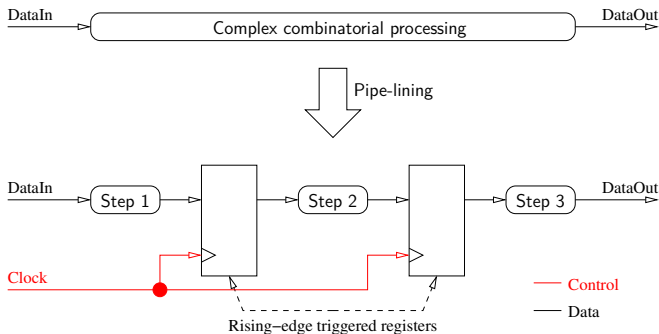 DataIn
Complex combinatorial processing
DataOut
Pipe-lining
DataIn
Step 1
Step 2
Step 3
DataOut
Clock
Control
Data
Rising-edge triggered registers